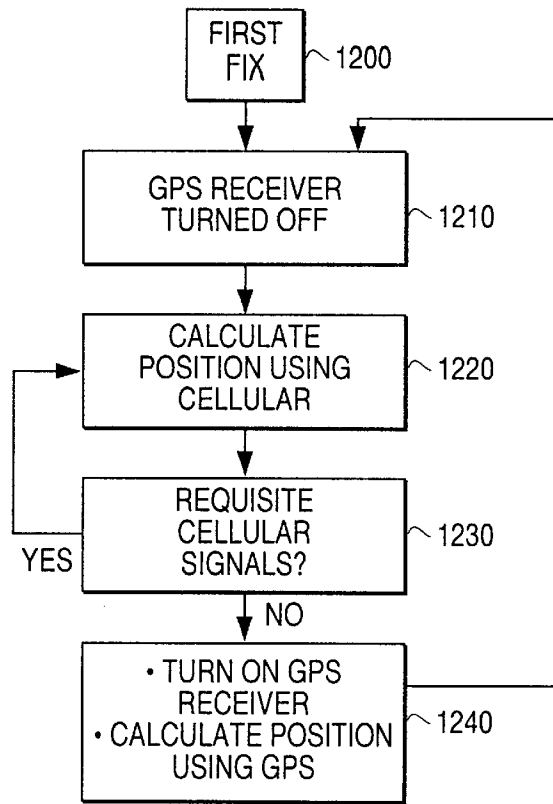 FIRST
FIX
1200
GPS RECEIVER
TURNED OFF
1210
CALCULATE
POSITION USING
CELLULAR
1220
REQUISITE
CELLULAR
SIGNALS?
1230
YES
NO
• TURN ON GPS
RECEIVER
• CALCULATE POSITION
USING GPS
1240